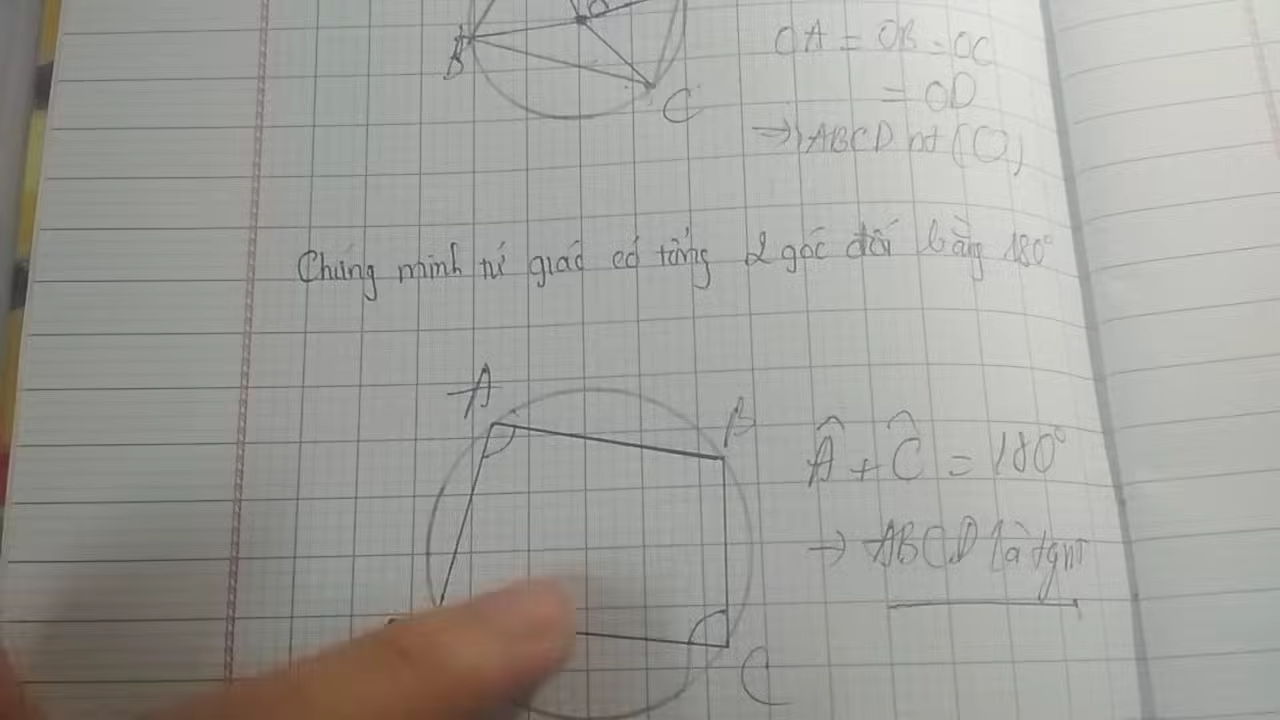 B
C
OA = OB = OC
= OD
→ ABCD nt (O)
Chứng minh tứ giác có tổng 2 góc đối bằng 180°
A
B
Â + Ĉ = 180°
→ ABCD là tgnt
C